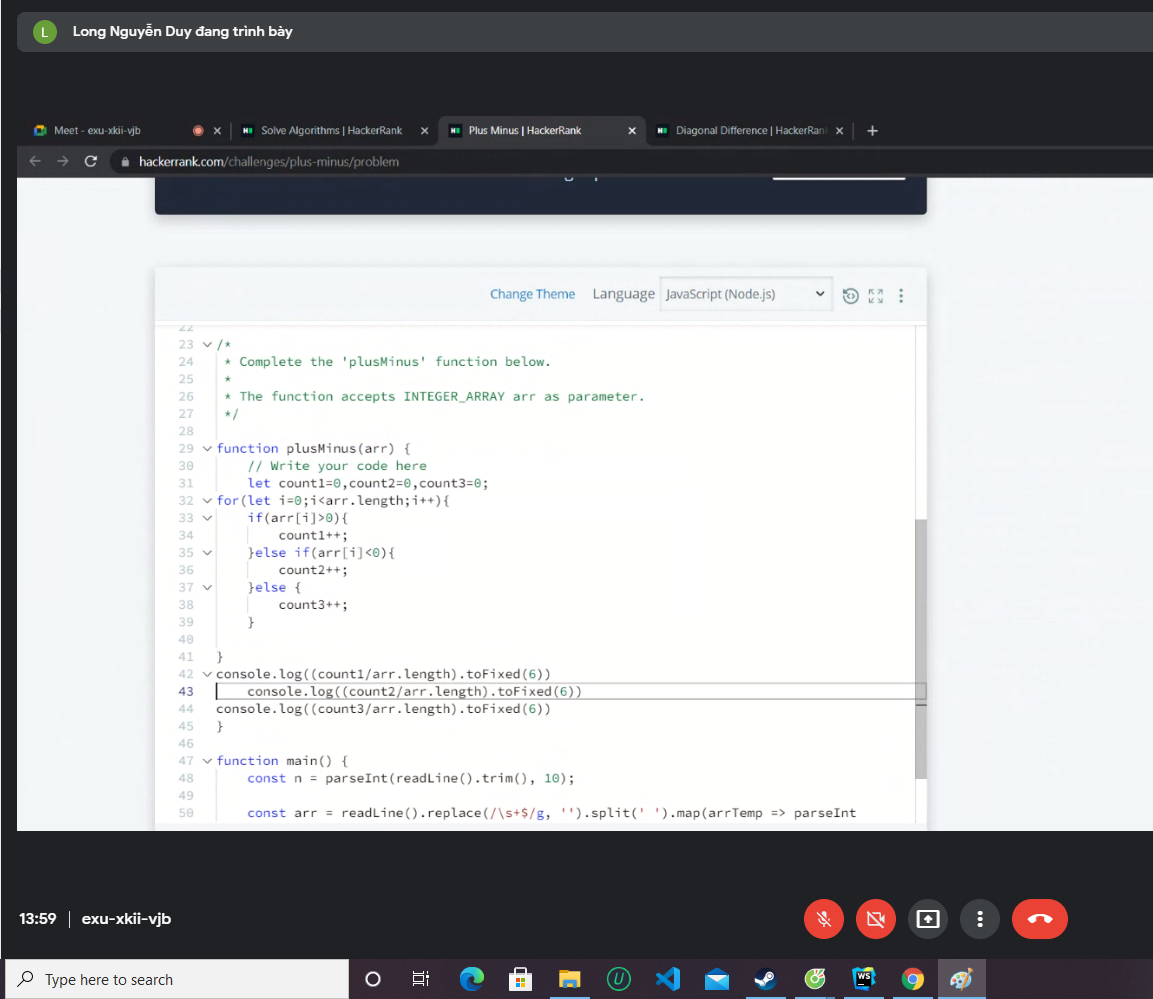 L Long Nguyễn Duy đang trình bày
Meet - exu-xkii-vjb
Solve Algorithms | HackerRank
Plus Minus | HackerRank
Diagonal Difference | HackerRan
hackerrank.com/challenges/plus-minus/problem
Change Theme Language JavaScript (Node.js)
22
23 /*
24 * Complete the 'plusMinus' function below.
25 *
26 * The function accepts INTEGER_ARRAY arr as parameter.
27 */
28
29 function plusMinus(arr) {
30 // Write your code here
31 let count1=0,count2=0,count3=0;
32 for(let i=0;i<arr.length;i++){
33 if(arr[i]>0){
34 count1++;
35 }else if(arr[i]<0){
36 count2++;
37 }else {
38 count3++;
39 }
40
41 }
42 console.log((count1/arr.length).toFixed(6))
43 console.log((count2/arr.length).toFixed(6))
44 console.log((count3/arr.length).toFixed(6))
45 }
46
47 function main() {
48 const n = parseInt(readLine().trim(), 10);
49
50 const arr = readLine().replace(/\s+$/g, '').split(' ').map(arrTemp => parseInt
13:59 | exu-xkii-vjb
Type here to search